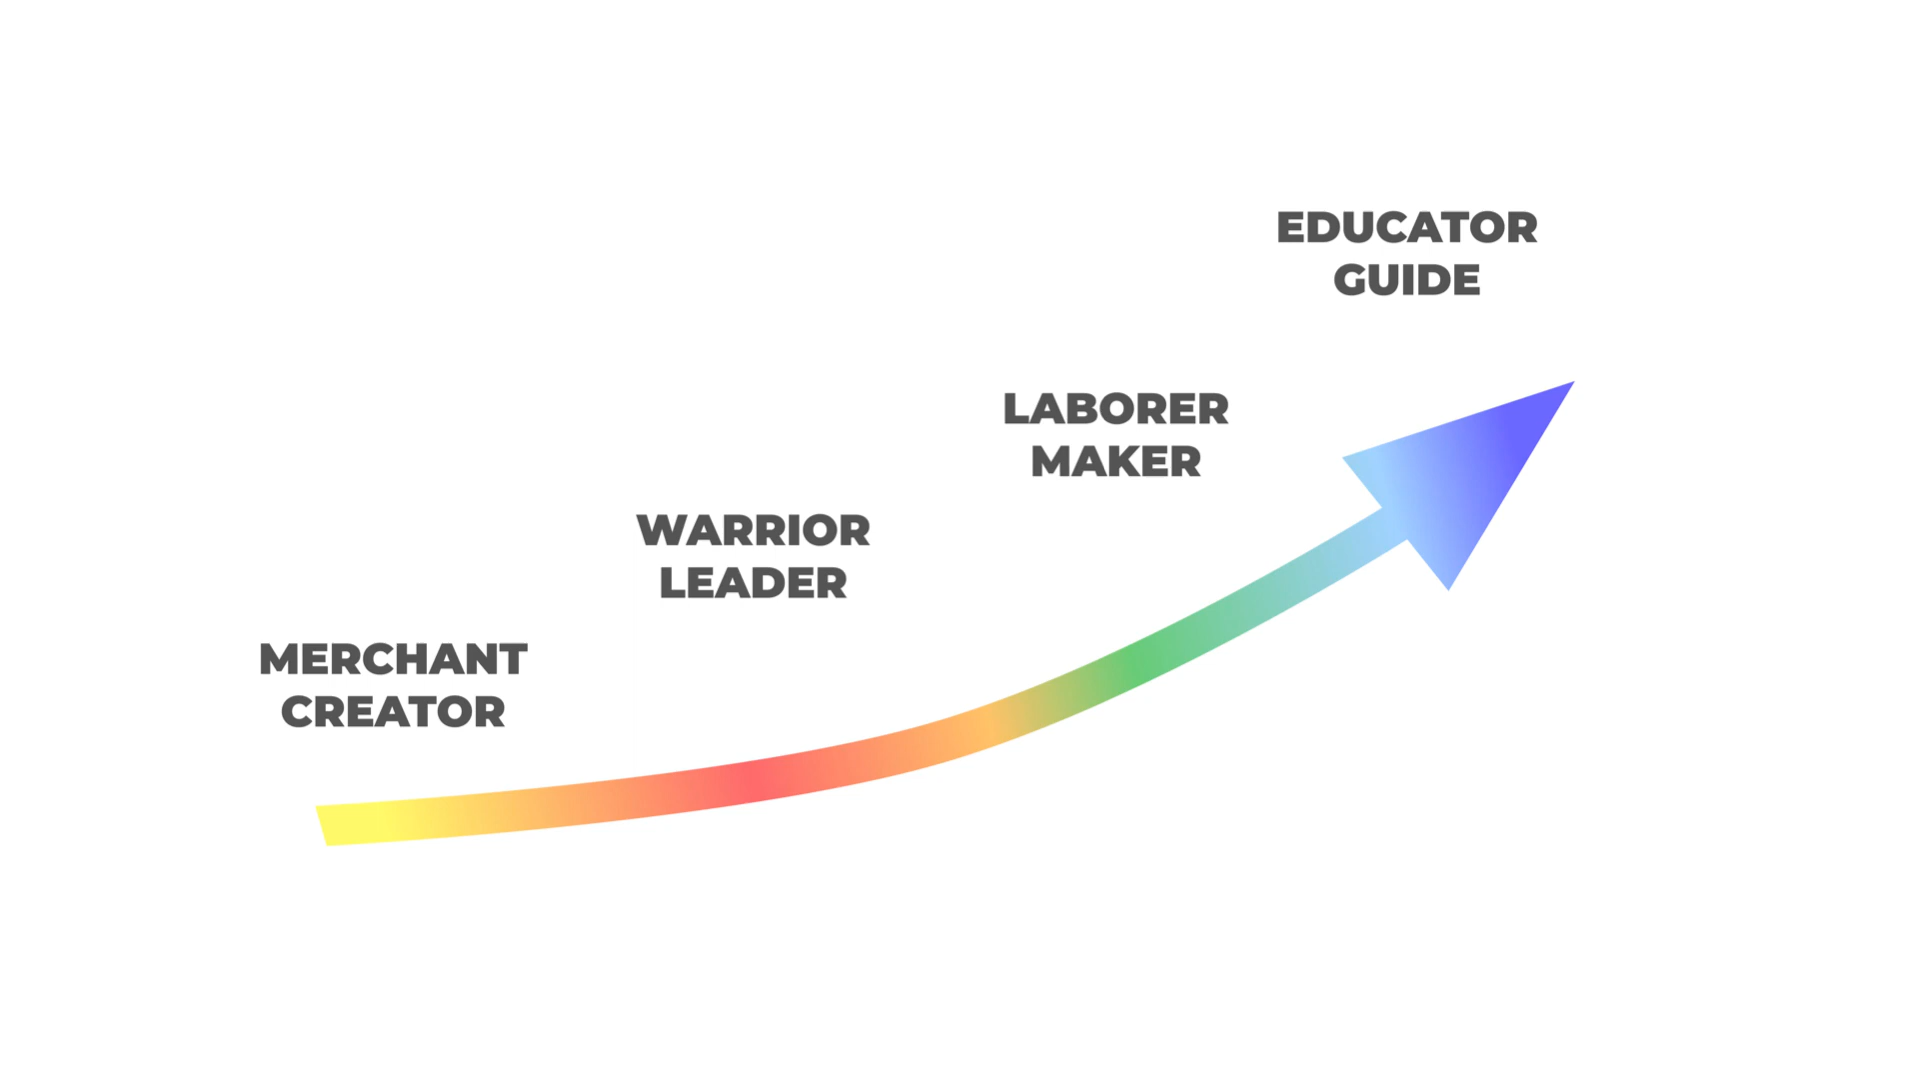 EDUCATOR
GUIDE
LABORER
MAKER
WARRIOR
LEADER
MERCHANT
CREATOR